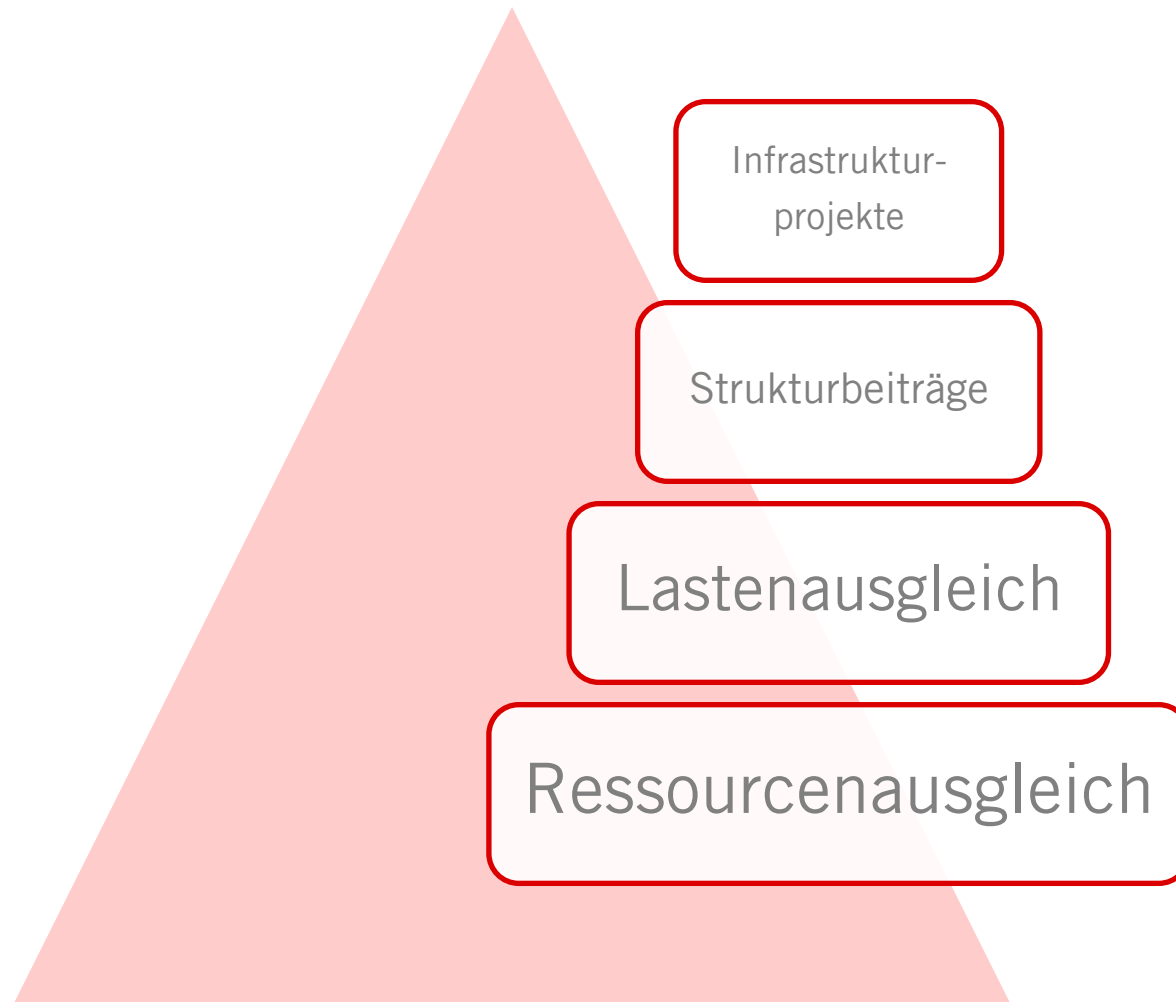 Infrastruktur-
projekte
Strukturbeiträge
Lastenausgleich
Ressourcenausgleich